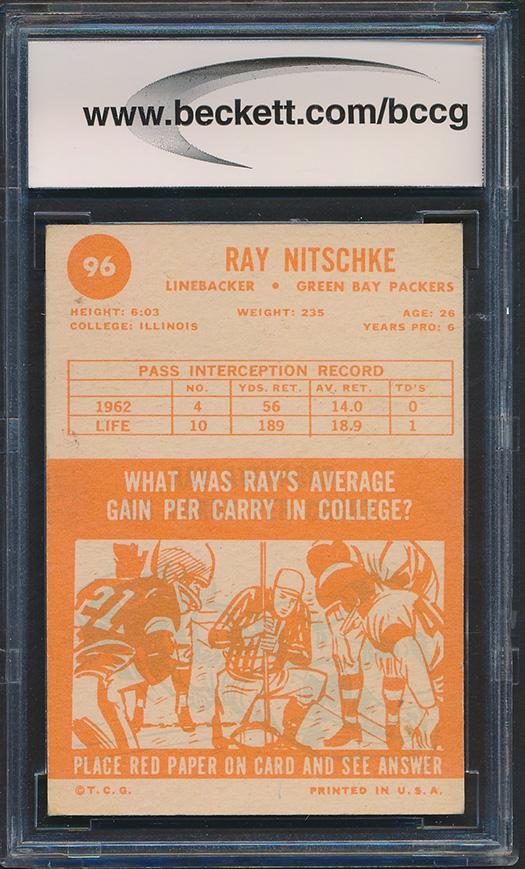 www.beckett.com/bccg
96
RAY NITSCHKE
LINEBACKER • GREEN BAY PACKERS
HEIGHT: 6:03 WEIGHT: 235 AGE: 26
COLLEGE: ILLINOIS YEARS PRO: 6
PASS INTERCEPTION RECORD
NO. YDS. RET. AV. RET. TD'S
1962 4 56 14.0 0
LIFE 10 189 18.9 1
WHAT WAS RAY'S AVERAGE
GAIN PER CARRY IN COLLEGE?
21
PLACE RED PAPER ON CARD AND SEE ANSWER
©T.C.G. PRINTED IN U.S.A.